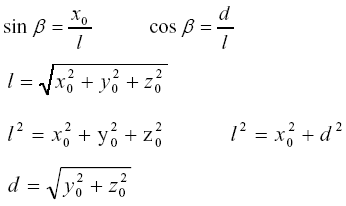 sin β = x₀/l    cos β = d/l
l = √(x₀² + y₀² + z₀²)
l² = x₀² + y₀² + z₀²    l² = x₀² + d²
d = √(y₀² + z₀²)